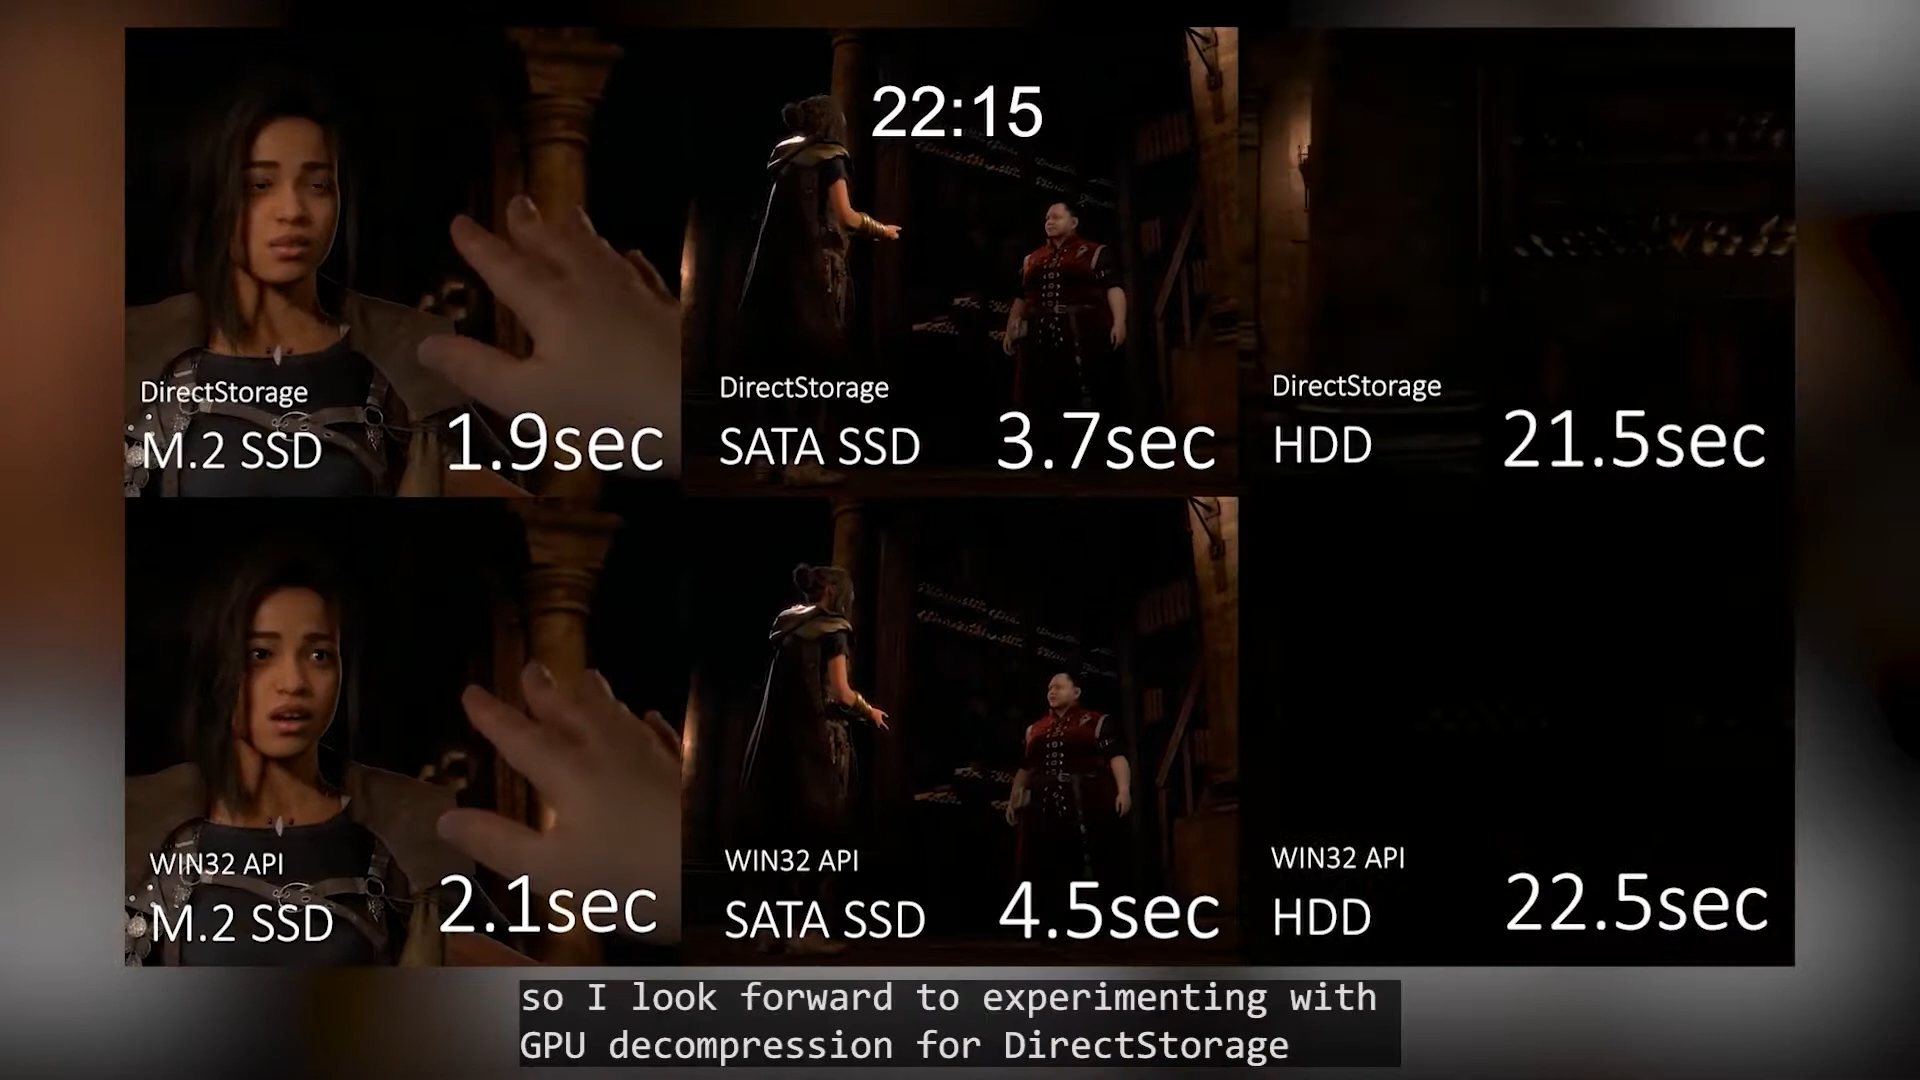 22:15
DirectStorage
M.2 SSD
1.9sec
DirectStorage
SATA SSD
3.7sec
DirectStorage
HDD
21.5sec
WIN32 API
M.2 SSD
2.1sec
WIN32 API
SATA SSD
4.5sec
WIN32 API
HDD
22.5sec
so I look forward to experimenting with
GPU decompression for DirectStorage